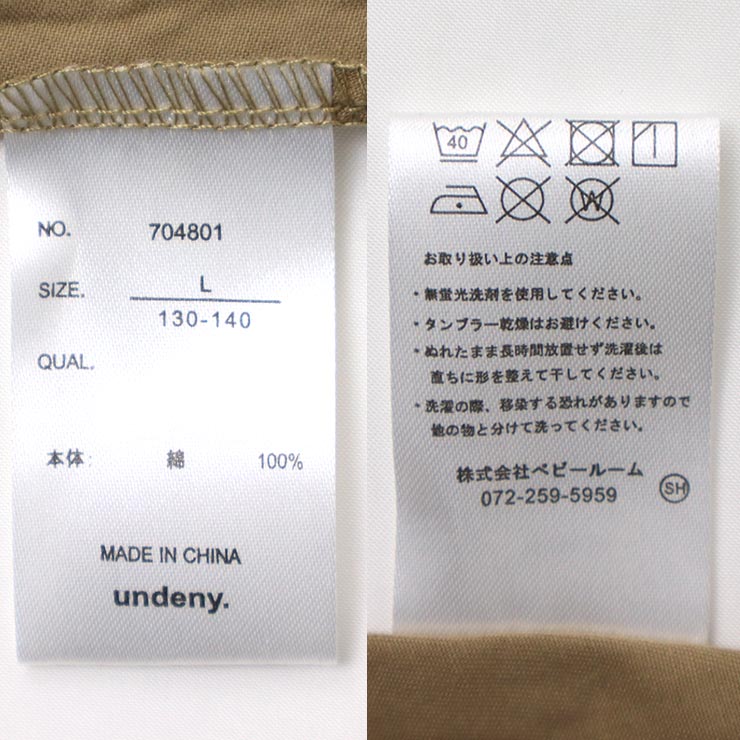 NO. 704801
SIZE. L
130-140
QUAL.
本体: 綿 100%
MADE IN CHINA
undeny.
40
W
お取り扱い上の注意点
・無蛍光洗剤を使用してください。
・タンブラー乾燥はお避けください。
・ぬれたまま長時間放置せず洗濯後は
直ちに形を整えて干してください。
・洗濯の際、移染する恐れがありますので
他の物と分けて洗ってください。
株式会社ベビールーム
072-259-5959
SH